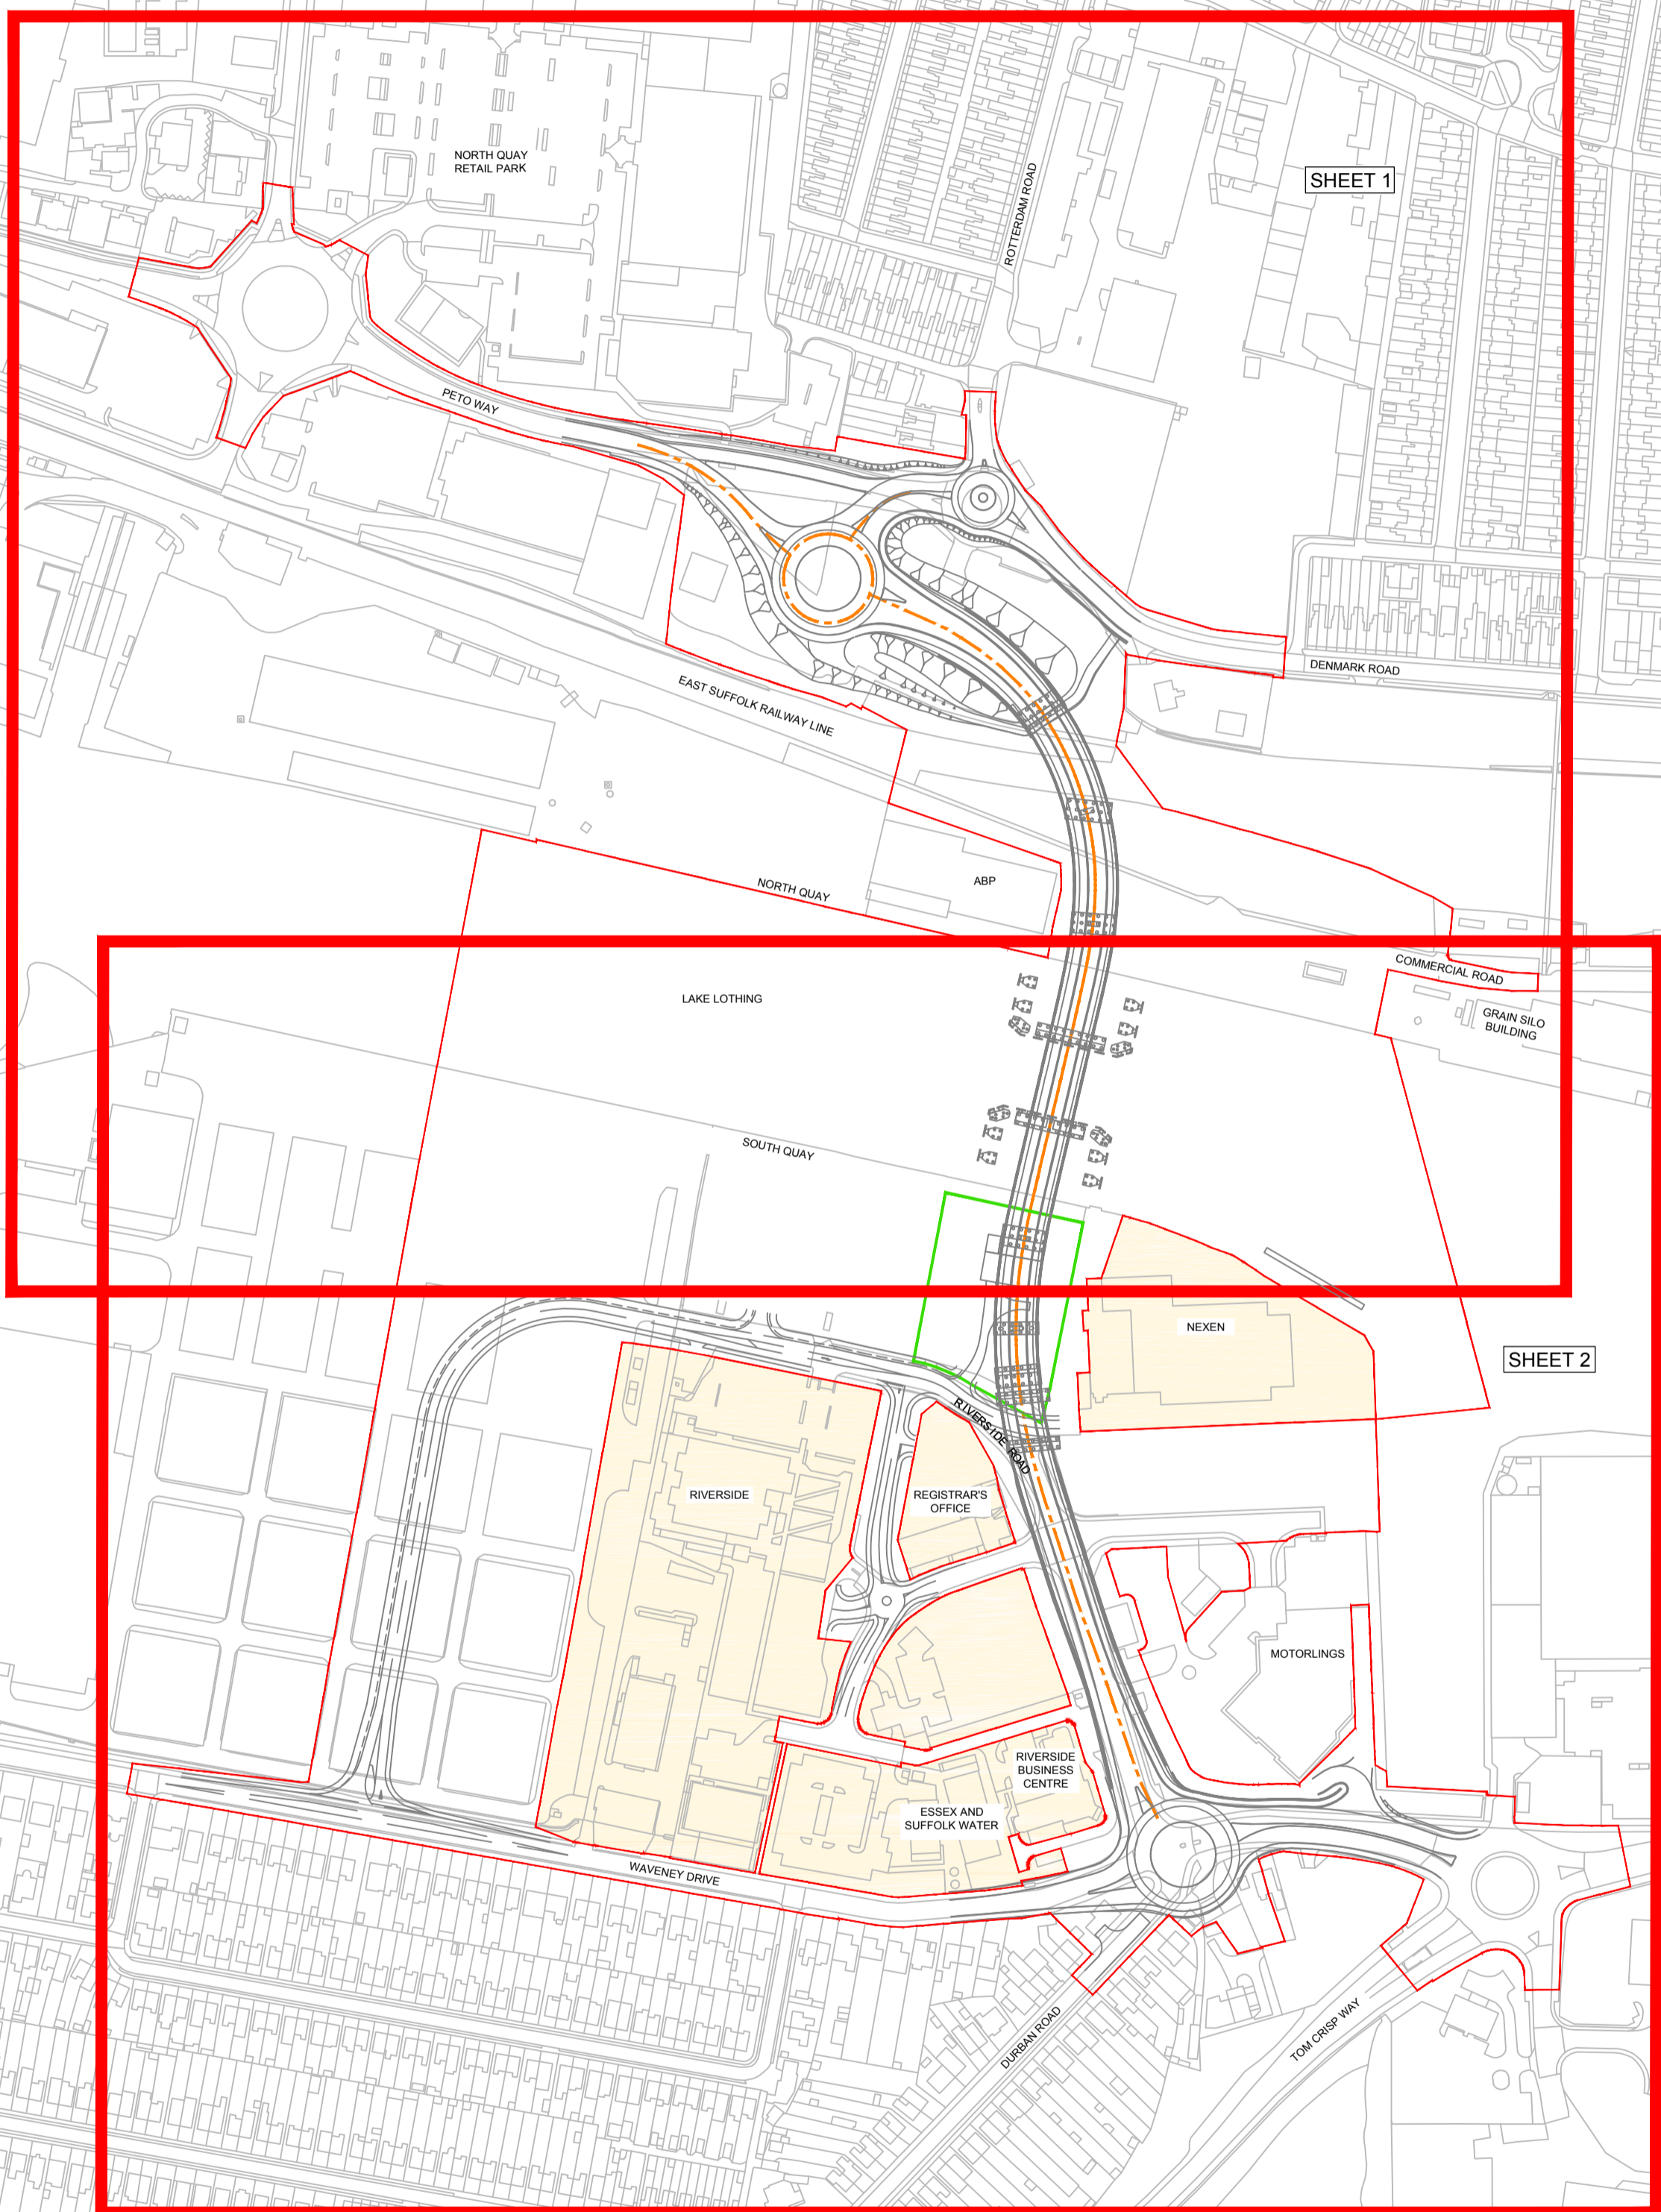 NORTH QUAY
RETAIL PARK
ROTTERDAM ROAD
SHEET 1
PETO WAY
DENMARK ROAD
EAST SUFFOLK RAILWAY LINE
NORTH QUAY
ABP
COMMERCIAL ROAD
LAKE LOTHING
GRAIN SILO
BUILDING
SOUTH QUAY
NEXEN
SHEET 2
RIVERSIDE ROAD
RIVERSIDE
REGISTRAR'S
OFFICE
MOTORLINGS
RIVERSIDE
BUSINESS
CENTRE
ESSEX AND
SUFFOLK WATER
WAVENEY DRIVE
DURBAN ROAD
TOM CRISP WAY